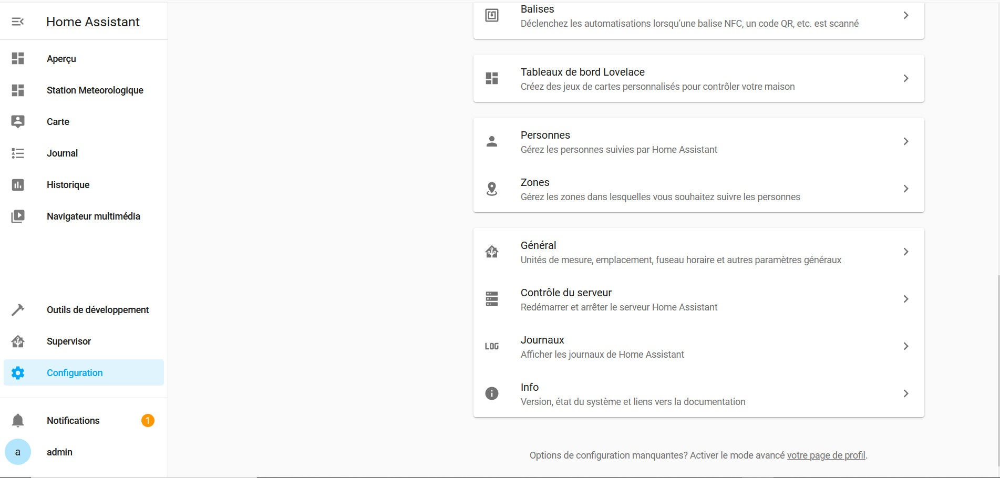 Home Assistant
Aperçu
Station Meteorologique
Carte
Journal
Historique
Navigateur multimédia
Outils de développement
Supervisor
Configuration
Notifications
1
a
admin
Balises
Déclenchez les automatisations lorsqu’une balise NFC, un code QR, etc. est scanné
Tableaux de bord Lovelace
Créez des jeux de cartes personnalisés pour contrôler votre maison
Personnes
Gérez les personnes suivies par Home Assistant
Zones
Gérez les zones dans lesquelles vous souhaitez suivre les personnes
Général
Unités de mesure, emplacement, fuseau horaire et autres paramètres généraux
Contrôle du serveur
Redémarrer et arrêter le serveur Home Assistant
LOG
Journaux
Afficher les journaux de Home Assistant
Info
Version, état du système et liens vers la documentation
Options de configuration manquantes? Activer le mode avancé votre page de profil.